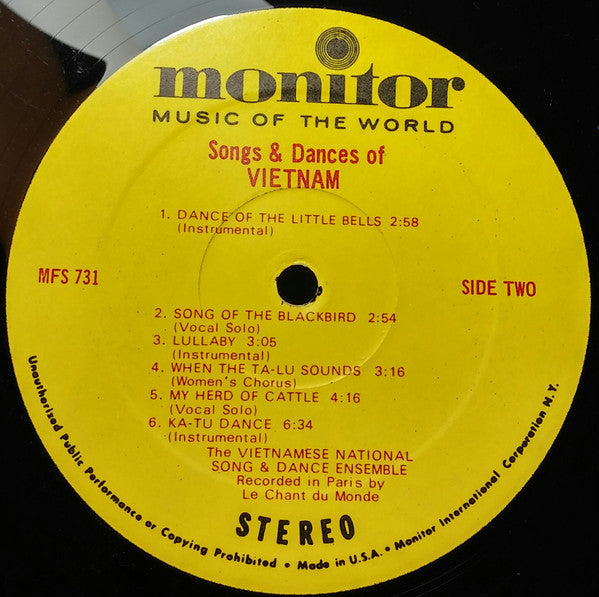 monitor
MUSIC OF THE WORLD
Songs & Dances of
VIETNAM
1. DANCE OF THE LITTLE BELLS 2:58
(Instrumental)
MFS 731
SIDE TWO
2. SONG OF THE BLACKBIRD 2:54
(Vocal Solo)
3. LULLABY 3:05
(Instrumental)
4. WHEN THE TA-LU SOUNDS 3:16
(Women's Chorus)
5. MY HERD OF CATTLE 4:16
(Vocal Solo)
6. KA-TU DANCE 6:34
(Instrumental)
The VIETNAMESE NATIONAL
SONG & DANCE ENSEMBLE
Recorded in Paris by
Le Chant du Monde
STEREO
Unauthorized Public Performance or Copying Prohibited • Made in U.S.A. • Monitor International Corporation N.Y.